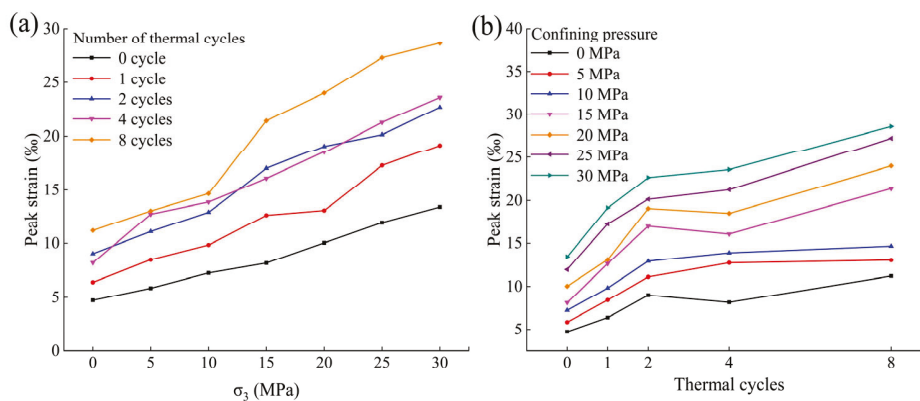 (a)
Number of thermal cycles
0 cycle
1 cycle
2 cycles
4 cycles
8 cycles
30
25
20
15
10
5
0
Peak strain (‰)
0 5 10 15 20 25 30
σ3 (MPa)
(b)
Confining pressure
0 MPa
5 MPa
10 MPa
15 MPa
20 MPa
25 MPa
30 MPa
40
35
30
25
20
15
10
5
Peak strain (‰)
0 1 2 4 8
Thermal cycles